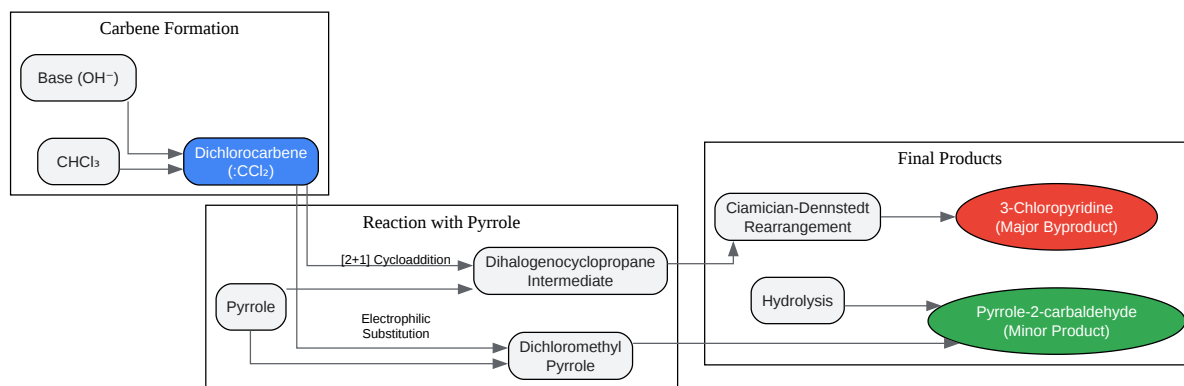 Carbene Formation
Base (OH⁻)
CHCl₃
Dichlorocarbene
(:CCl₂)
Reaction with Pyrrole
[2+1] Cycloaddition
Dihalogenocyclopropane
Intermediate
Pyrrole
Electrophilic
Substitution
Dichloromethyl
Pyrrole
Final Products
Ciamician-Dennstedt
Rearrangement
3-Chloropyridine
(Major Byproduct)
Hydrolysis
Pyrrole-2-carbaldehyde
(Minor Product)